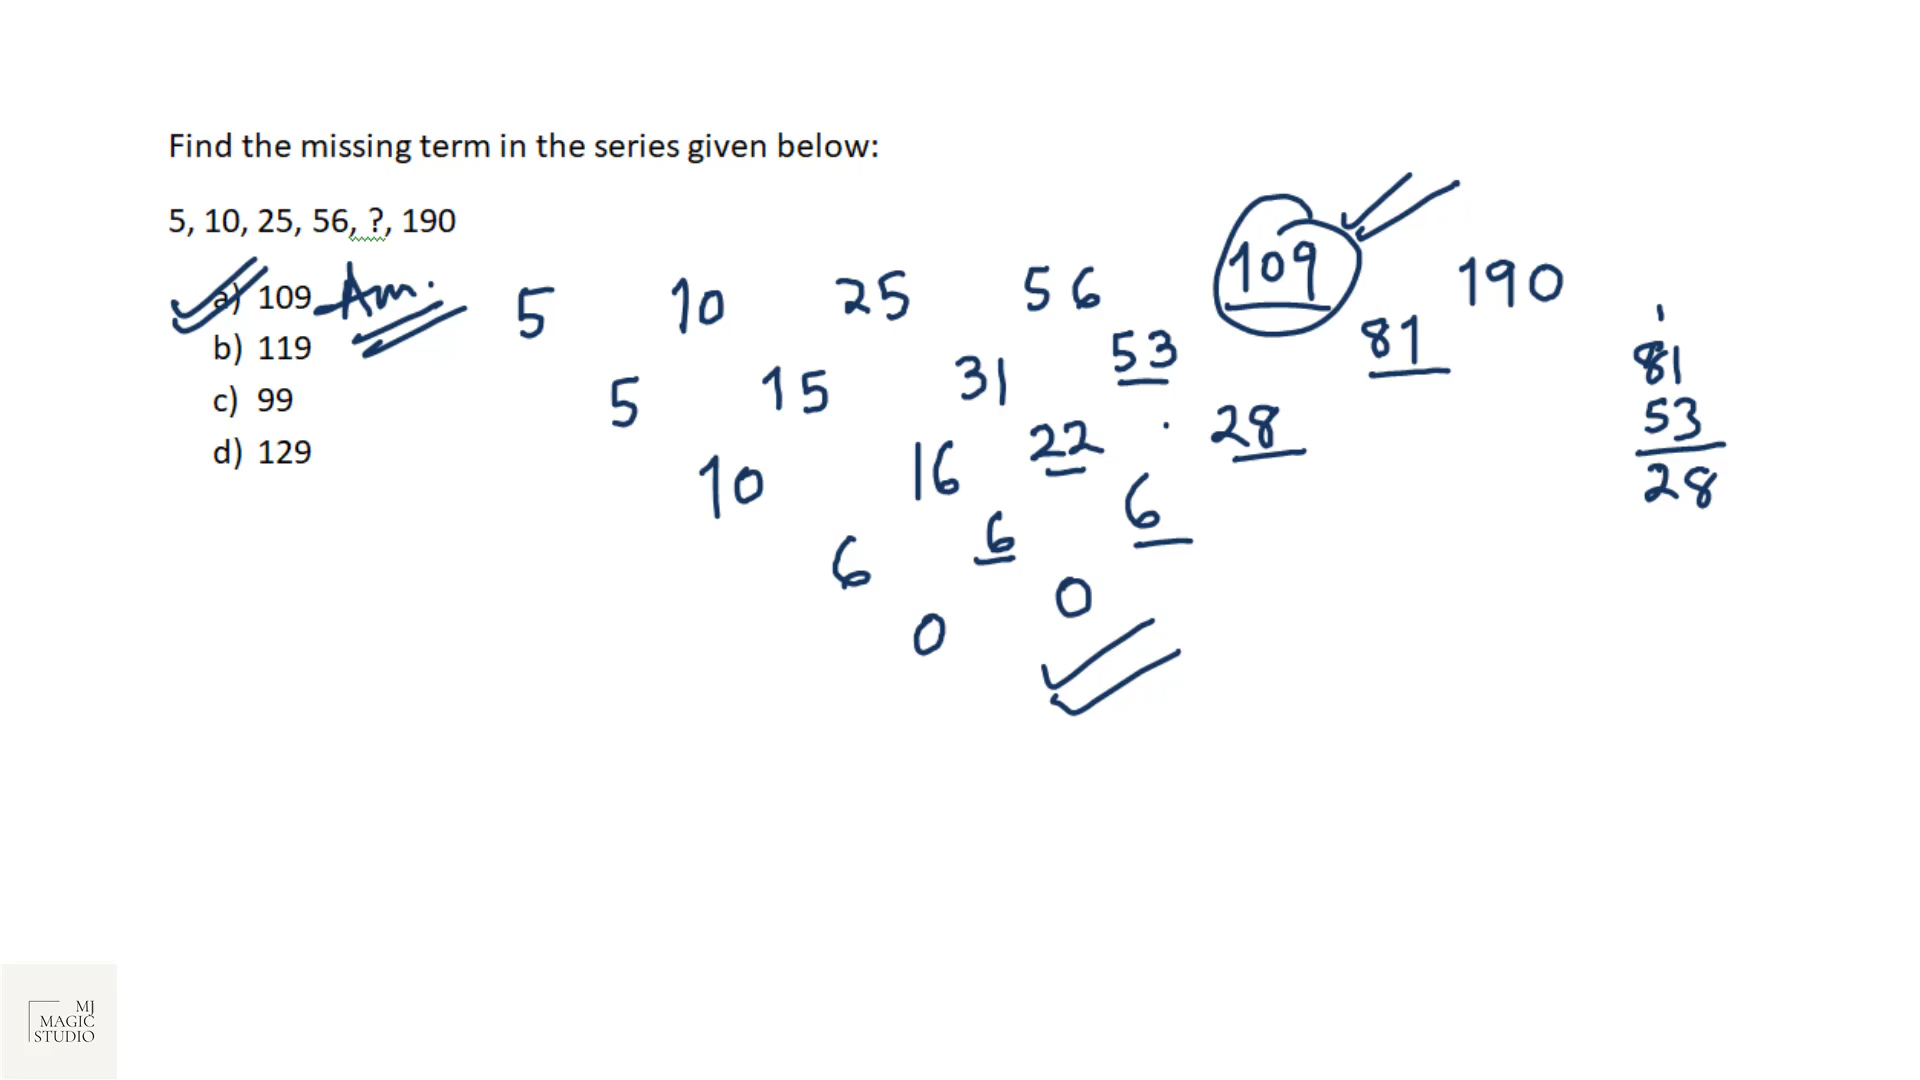 Find the missing term in the series given below:
5, 10, 25, 56, ?, 190
a) 109 Ans.
b) 119
c) 99
d) 129
5 10 25 56 109 190
5 15 31 53 81
10 16 22 28
6 6 6
0 0
1
81
53
28
MJ
MAGIC
STUDIO